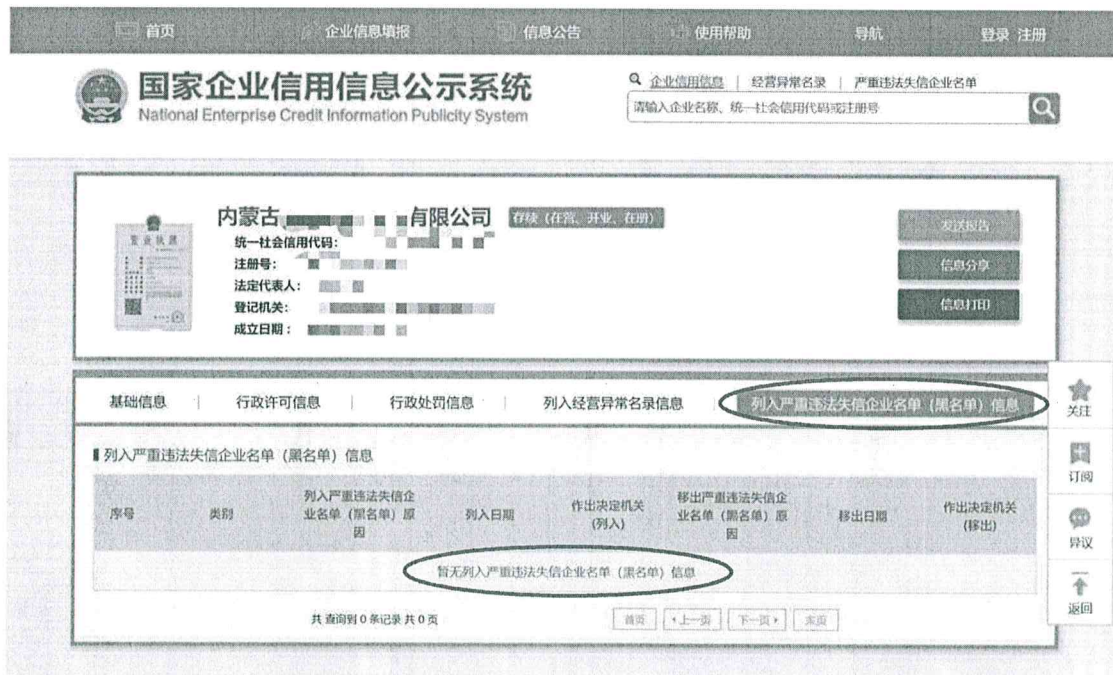 首页 企业信息填报 信息公告 使用帮助 导航 登录 注册
国家企业信用信息公示系统
National Enterprise Credit Information Publicity System
企业信用信息 | 经营异常名录 | 严重违法失信企业名单
请输入企业名称、统一社会信用代码或注册号
营业执照
内蒙古 有限公司 存续（在营、开业、在册）
统一社会信用代码：
注册号：
法定代表人：
登记机关：
成立日期：
发送报告
信息分享
信息打印
基础信息 | 行政许可信息 | 行政处罚信息 | 列入经营异常名录信息 | 列入严重违法失信企业名单（黑名单）信息
列入严重违法失信企业名单（黑名单）信息
序号 类别 列入严重违法失信企业名单（黑名单）原因 列入日期 作出决定机关(列入) 移出严重违法失信企业名单（黑名单）原因 移出日期 作出决定机关(移出)
暂无列入严重违法失信企业名单（黑名单）信息
共 查询到 0 条记录 共 0 页
首页 上一页 下一页 末页
关注
订阅
异议
返回